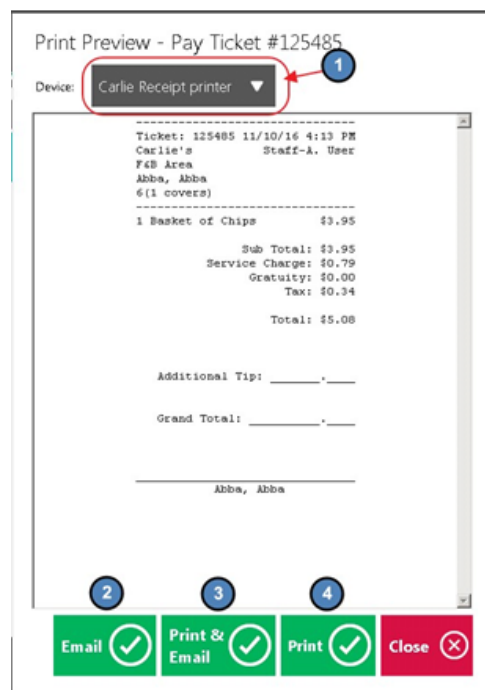 Print Preview - Pay Ticket #125485
1
Device: Carlie Receipt printer
Ticket: 125485 11/10/16 4:13 PM
Carlie's Staff-A. User
F&B Area
Abba, Abba
6(1 covers)
1 Basket of Chips $3.95
Sub Total: $3.95
Service Charge: $0.79
Gratuity: $0.00
Tax: $0.34
Total: $5.08
Additional Tip: ______.____
Grand Total: ______.____
Abba, Abba
2 3 4
Email Print & Email Print Close